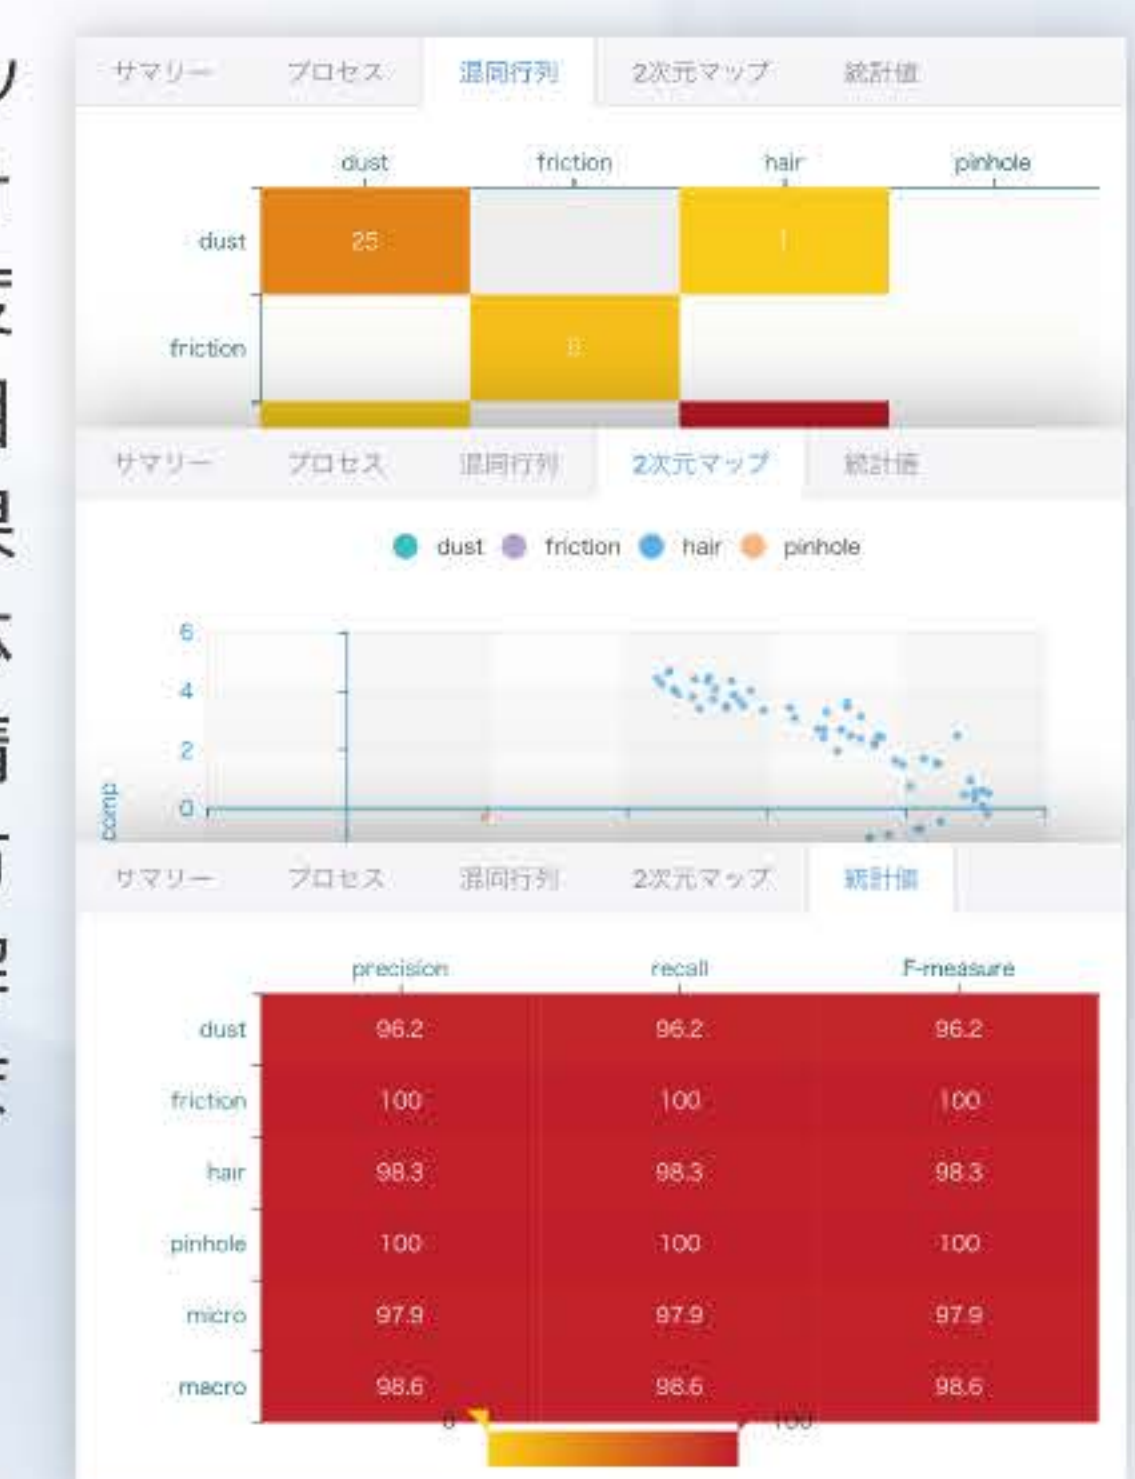 サマリー プロセス 混同行列 2次元マップ 統計値
dust friction hair pinhole
dust 25 1
friction
サマリー プロセス 混同行列 2次元マップ 統計値
dust friction hair pinhole
6
4
2
0
comp
サマリー プロセス 混同行列 2次元マップ 統計値
precision recall F-measure
dust 96.2 96.2 96.2
friction 100 100 100
hair 98.3 98.3 98.3
pinhole 100 100 100
micro 97.9 97.9 97.9
macro 98.6 98.6 98.6
0 100